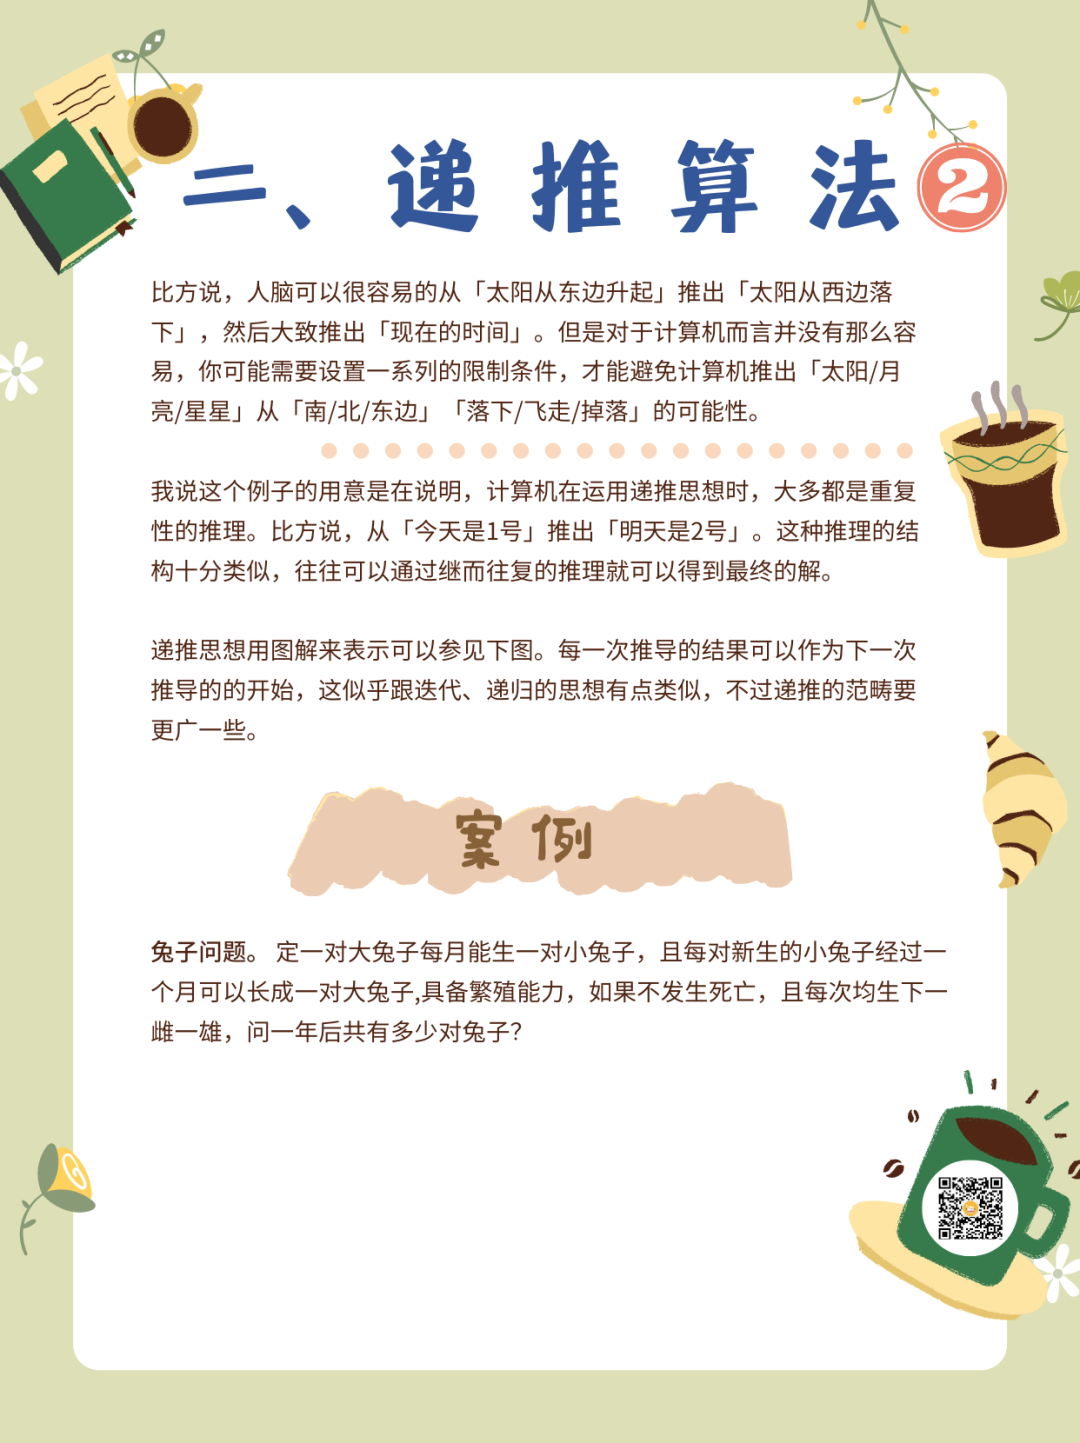 二、递推算法 2
比方说，人脑可以很容易的从「太阳从东边升起」推出「太阳从西边落
下」，然后大致推出「现在的时间」。但是对于计算机而言并没有那么容
易，你可能需要设置一系列的限制条件，才能避免计算机推出「太阳/月
亮/星星」从「南/北/东边」「落下/飞走/掉落」的可能性。
我说这个例子的用意是在说明，计算机在运用递推思想时，大多都是重复
性的推理。比方说，从「今天是1号」推出「明天是2号」。这种推理的结
构十分类似，往往可以通过继而往复的推理就可以得到最终的解。
递推思想用图解来表示可以参见下图。每一次推导的结果可以作为下一次
推导的的开始，这似乎跟迭代、递归的思想有点类似，不过递推的范畴要
更广一些。
案例
兔子问题。 定一对大兔子每月能生一对小兔子，且每对新生的小兔子经过一
个月可以长成一对大兔子,具备繁殖能力，如果不发生死亡，且每次均生下一
雌一雄，问一年后共有多少对兔子？